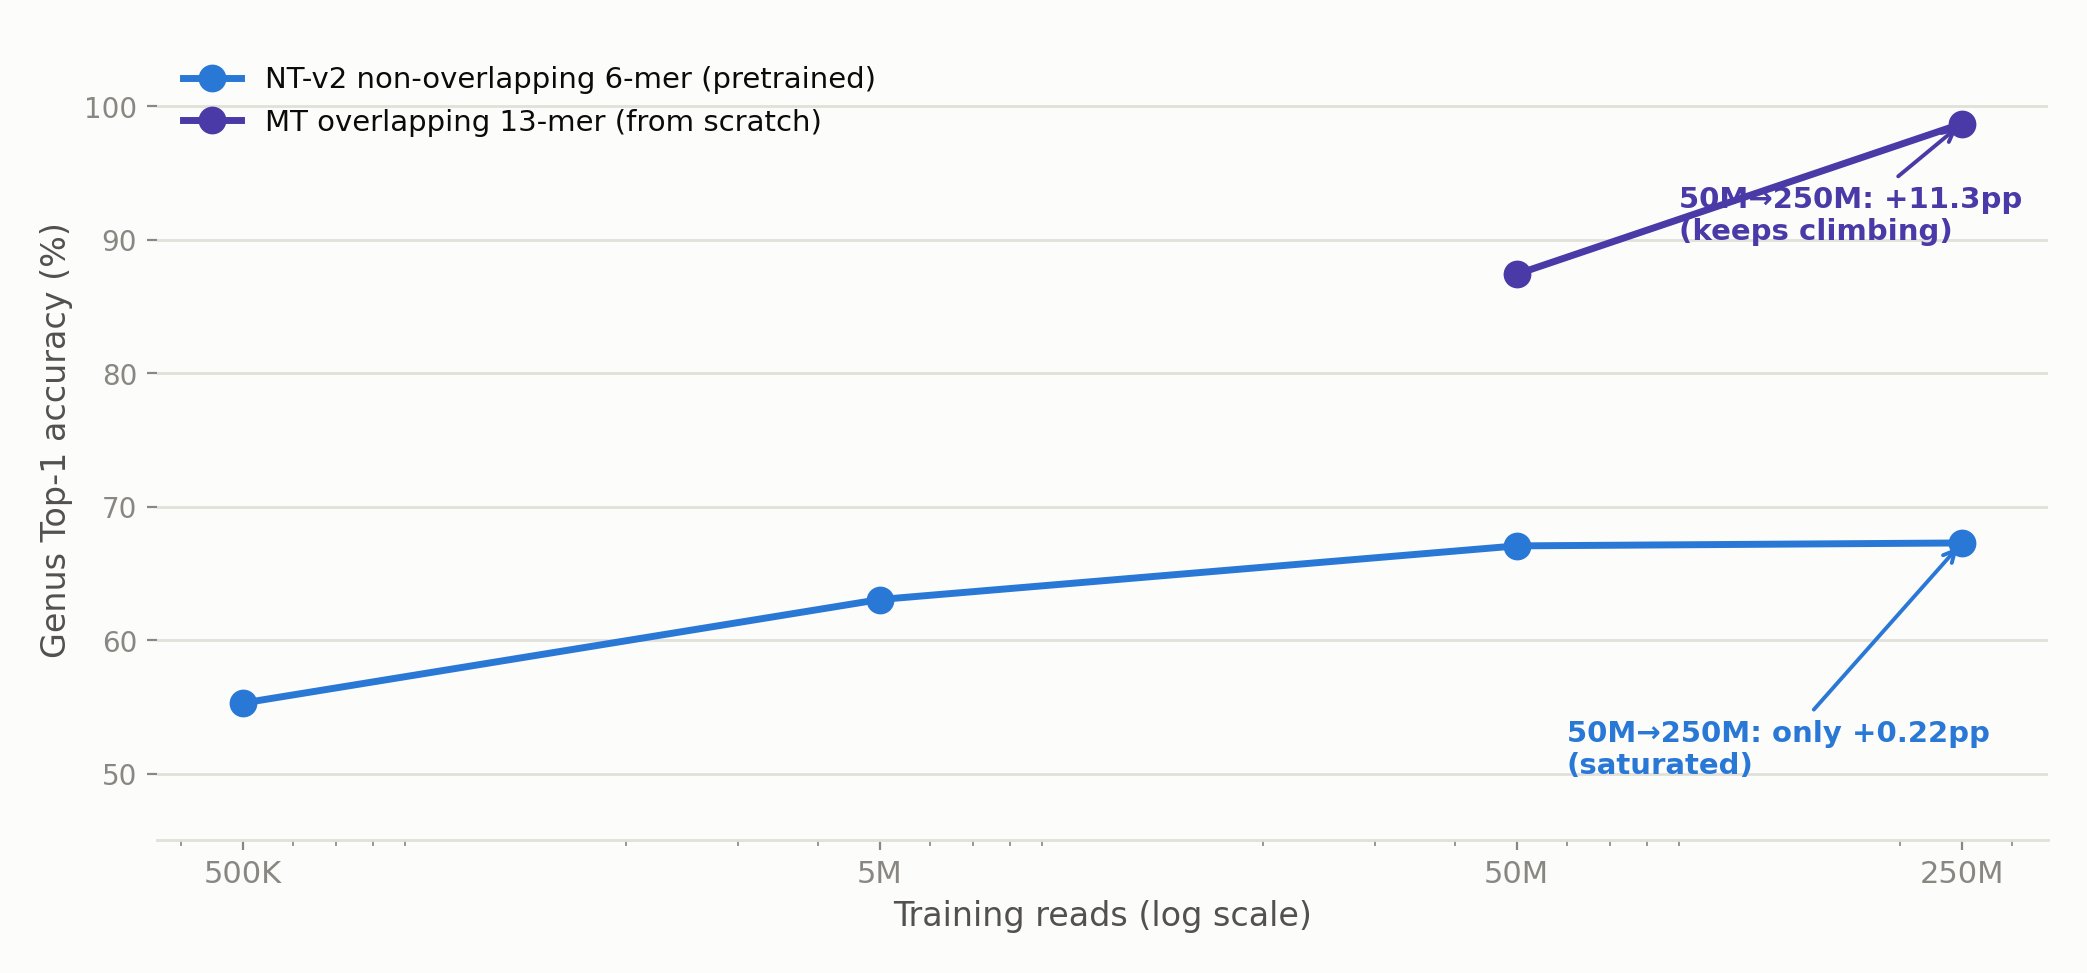 NT-v2 non-overlapping 6-mer (pretrained)
MT overlapping 13-mer (from scratch)
Genus Top-1 accuracy (%)
100
90
80
70
60
50
50M→250M: +11.3pp
(keeps climbing)
50M→250M: only +0.22pp
(saturated)
500K
5M
50M
250M
Training reads (log scale)